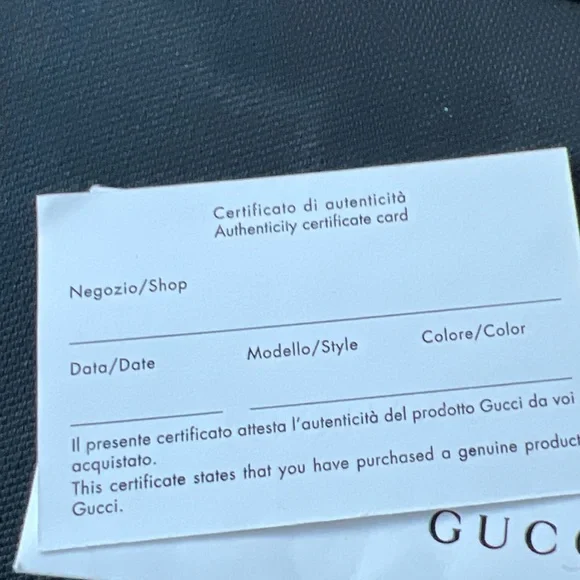 Certificato di autenticità
Authenticity certificate card
Negozio/Shop
Data/Date Modello/Style Colore/Color
Il presente certificato attesta l'autenticità del prodotto Gucci da voi
acquistato.
This certificate states that you have purchased a genuine product
Gucci.
GUC